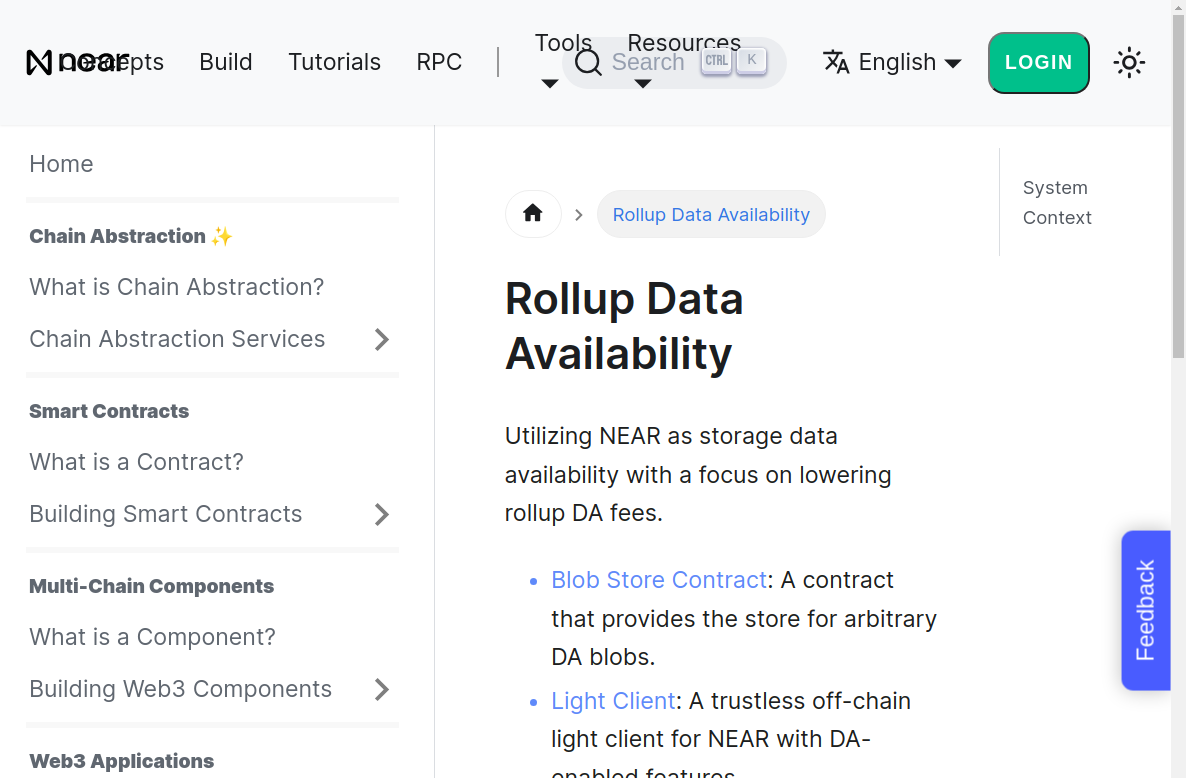 near
Concepts
Build
Tutorials
RPC
Tools
Resources
Search
CTRL
K
English
LOGIN
Home
Chain Abstraction ✨
What is Chain Abstraction?
Chain Abstraction Services
Smart Contracts
What is a Contract?
Building Smart Contracts
Multi-Chain Components
What is a Component?
Building Web3 Components
Web3 Applications
Rollup Data Availability
Rollup Data
Availability
Utilizing NEAR as storage data
availability with a focus on lowering
rollup DA fees.
Blob Store Contract: A contract
that provides the store for arbitrary
DA blobs.
Light Client: A trustless off-chain
light client for NEAR with DA-
enabled features.
System
Context
Feedback